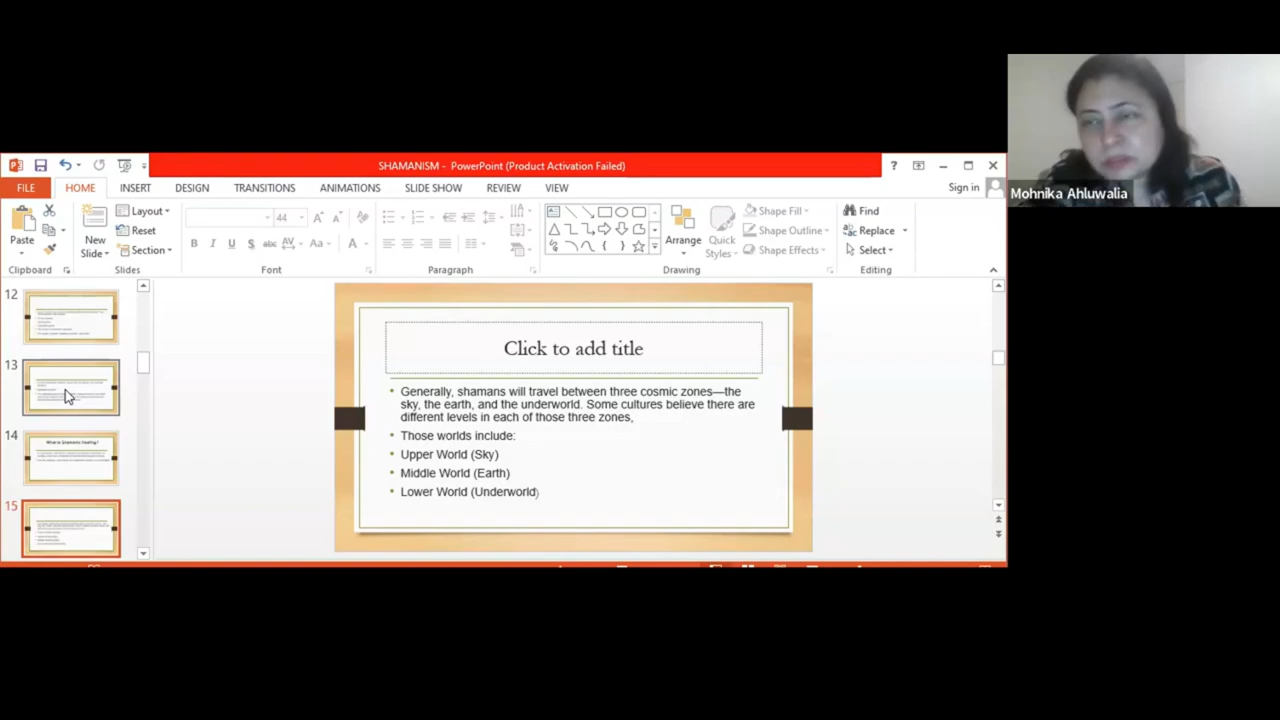 SHAMANISM - PowerPoint (Product Activation Failed)
?
FILE
HOME
INSERT
DESIGN
TRANSITIONS
ANIMATIONS
SLIDE SHOW
REVIEW
VIEW
Sign in
Mohnika Ahluwalia
Paste
Clipboard
New
Slide
Layout
Reset
Section
Slides
44
B I U S abc AV Aa A
Font
Paragraph
Arrange
Quick
Styles
Shape Fill
Shape Outline
Shape Effects
Drawing
Find
Replace
Select
Editing
12
13
14
What is Shamanic Healing?
15
Click to add title
• Generally, shamans will travel between three cosmic zones—the
sky, the earth, and the underworld. Some cultures believe there are
different levels in each of those three zones,
• Those worlds include:
• Upper World (Sky)
• Middle World (Earth)
• Lower World (Underworld)